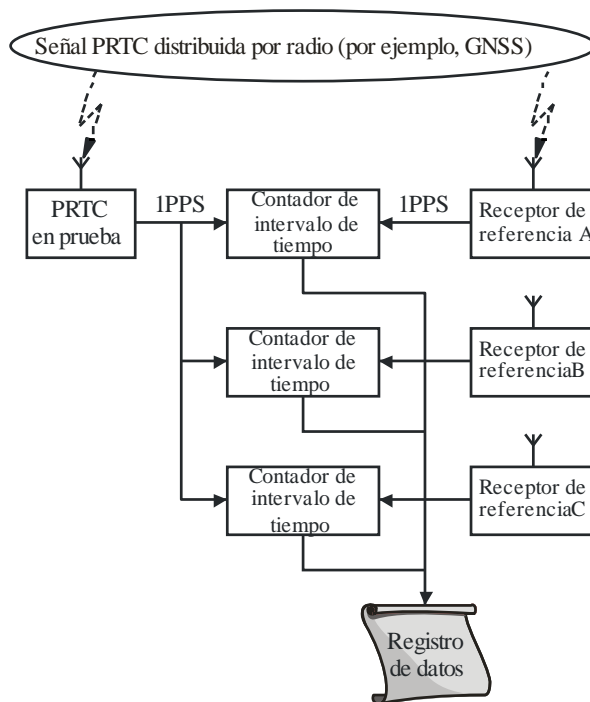 Señal PRTC distribuida por radio (por ejemplo, GNSS)
PRTC
en prueba
1PPS
Contador de
intervalo de
tiempo
1PPS
Receptor de
referencia A
Contador de
intervalo de
tiempo
Receptor de
referenciaB
Contador de
intervalo de
tiempo
Receptor de
referenciaC
Registro
de datos